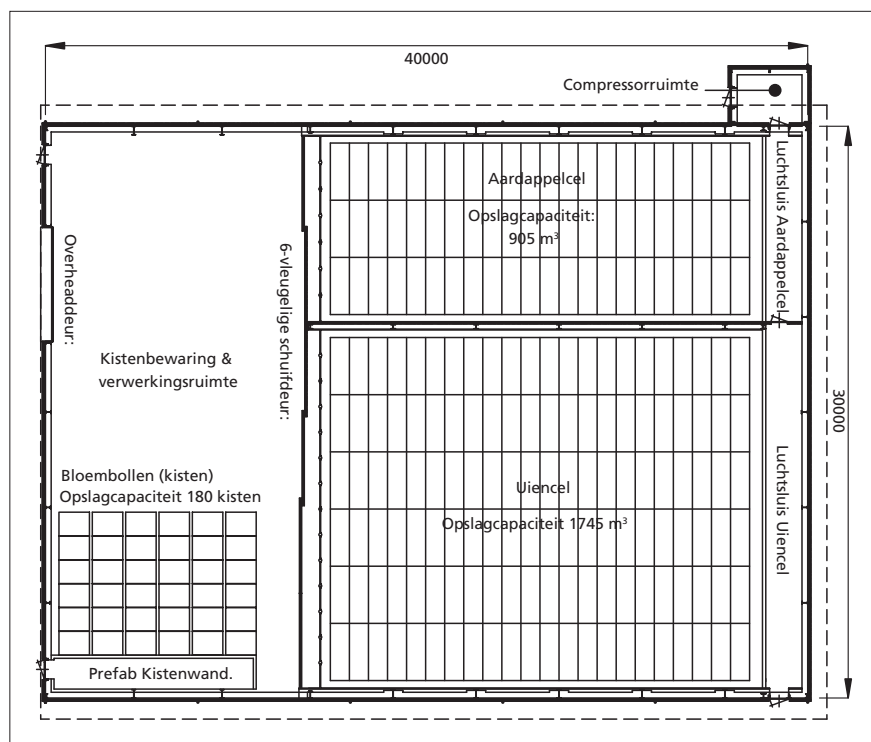 40000
Compressorruimte
Luchtsluis Aardappelcel
Aardappelcel
Opslagcapaciteit:
905 m³
Overheaddeur:
6-vleugelige schuifdeur:
Kistenbewaring &
verwerkingsruimte
30000
Bloembollen (kisten)
Opslagcapaciteit 180 kisten
Uiencel
Opslagcapaciteit 1745 m³
Luchtsluis Uiencel
Prefab Kistenwand.